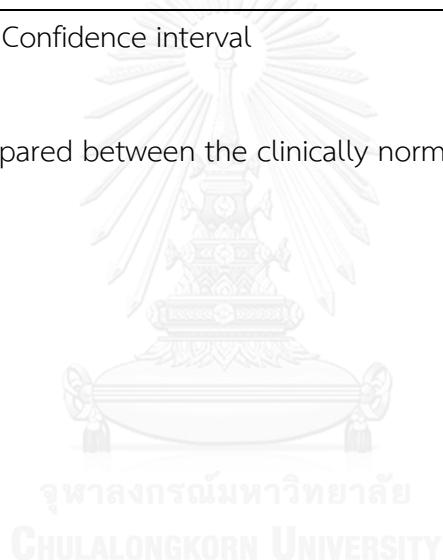 Confidence interval
pared between the clinically norm
จุฬาลงกรณ์มหาวิทยาลัย
CHULALONGKORN UNIVERSITY